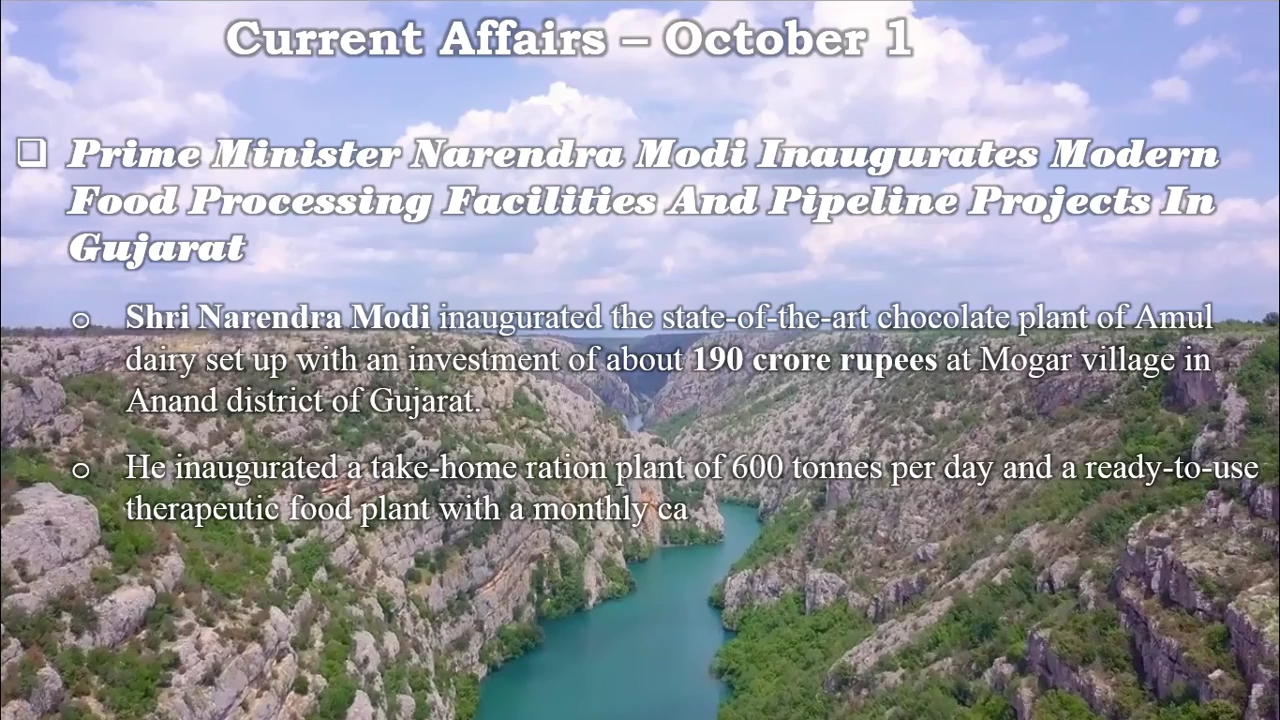 Current Affairs – October 1
Prime Minister Narendra Modi Inaugurates Modern
Food Processing Facilities And Pipeline Projects In
Gujarat
Shri Narendra Modi inaugurated the state-of-the-art chocolate plant of Amul
dairy set up with an investment of about 190 crore rupees at Mogar village in
Anand district of Gujarat.
He inaugurated a take-home ration plant of 600 tonnes per day and a ready-to-use
therapeutic food plant with a monthly ca